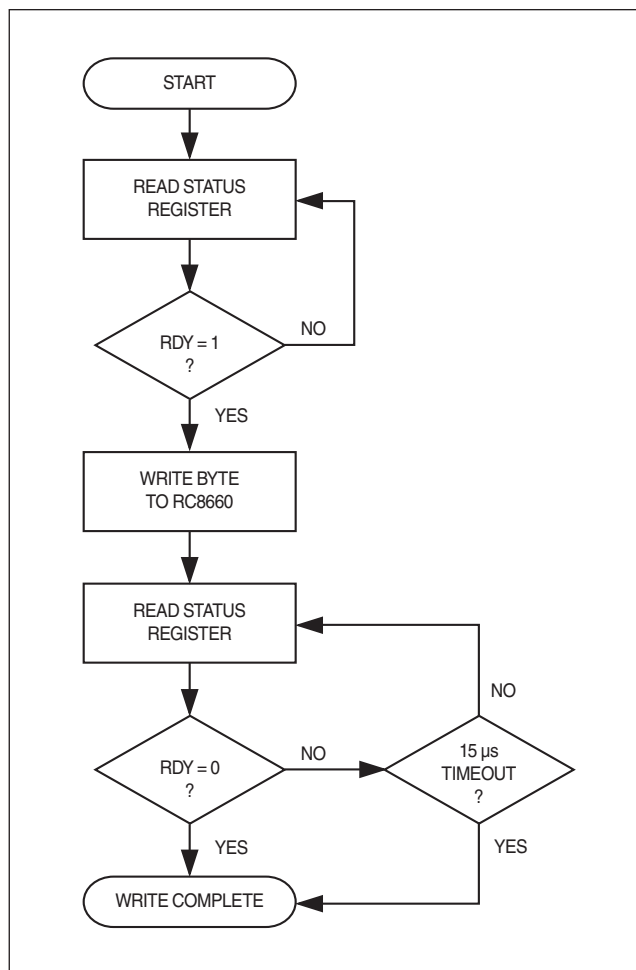 START
READ STATUS
REGISTER
RDY = 1
?
NO
YES
WRITE BYTE
TO RC8660
READ STATUS
REGISTER
NO
RDY = 0
?
NO
15 µs
TIMEOUT
?
YES
YES
WRITE COMPLETE